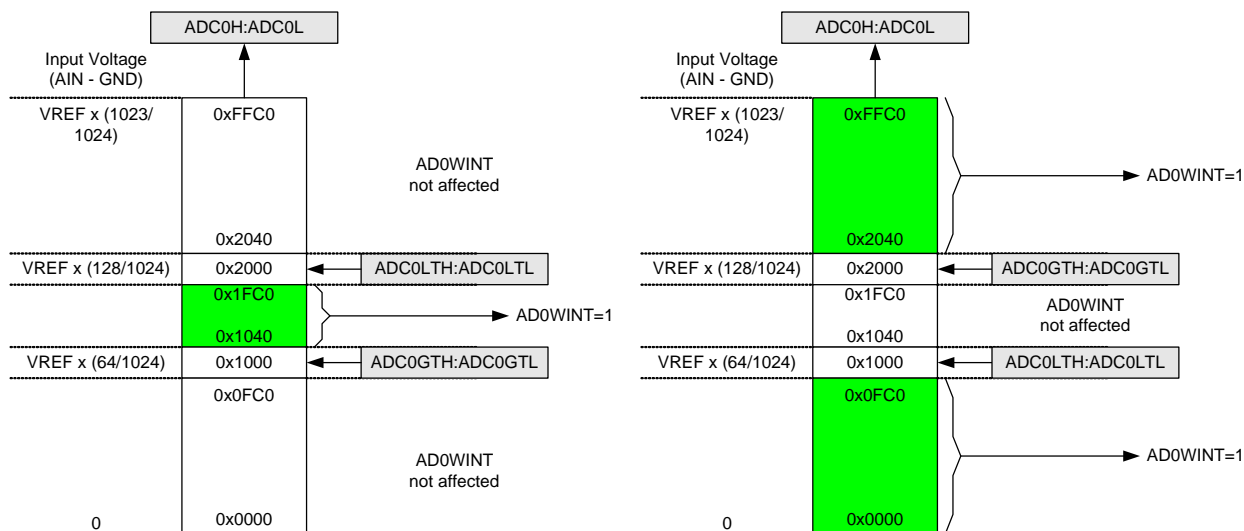 ADC0H:ADC0L
Input Voltage
(AIN - GND)
VREF x (1023/
1024)
0xFFC0
AD0WINT
not affected
0x2040
VREF x (128/1024)
0x2000
ADC0LTH:ADC0LTL
0x1FC0
AD0WINT=1
0x1040
VREF x (64/1024)
0x1000
ADC0GTH:ADC0GTL
0x0FC0
AD0WINT
not affected
0
0x0000
ADC0H:ADC0L
Input Voltage
(AIN - GND)
VREF x (1023/
1024)
0xFFC0
AD0WINT=1
0x2040
VREF x (128/1024)
0x2000
ADC0GTH:ADC0GTL
0x1FC0
AD0WINT
not affected
0x1040
VREF x (64/1024)
0x1000
ADC0LTH:ADC0LTL
0x0FC0
AD0WINT=1
0
0x0000